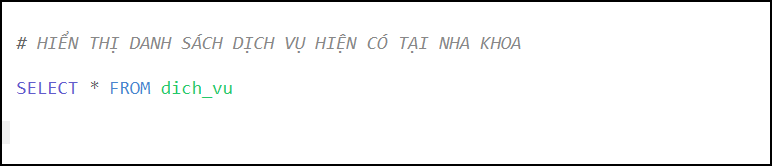 # HIỂN THỊ DANH SÁCH DỊCH VỤ HIỆN CÓ TẠI NHA KHOA
SELECT * FROM dich_vu